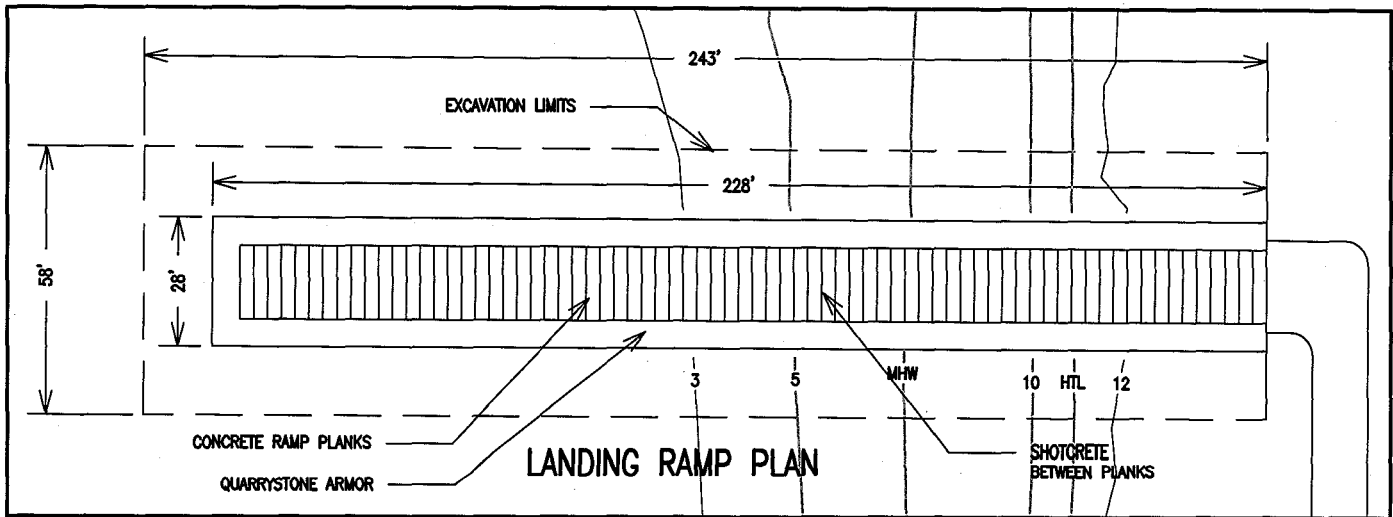 243'
EXCAVATION LIMITS
228'
58'
28'
3
5
MHW
10
HTL
12
CONCRETE RAMP PLANKS
QUARRYSTONE ARMOR
LANDING RAMP PLAN
SHOTCRETE
BETWEEN PLANKS